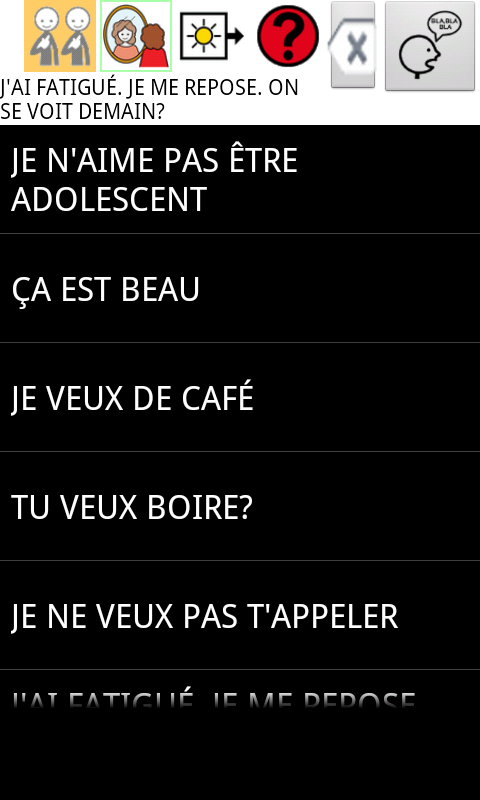 BLA,BLA
BLA
J'AI FATIGUÉ. JE ME REPOSE. ON
SE VOIT DEMAIN?
JE N'AIME PAS ÊTRE
ADOLESCENT
ÇA EST BEAU
JE VEUX DE CAFÉ
TU VEUX BOIRE?
JE NE VEUX PAS T'APPELER
J'AI FATIGUÉ. JE ME REPOSE.